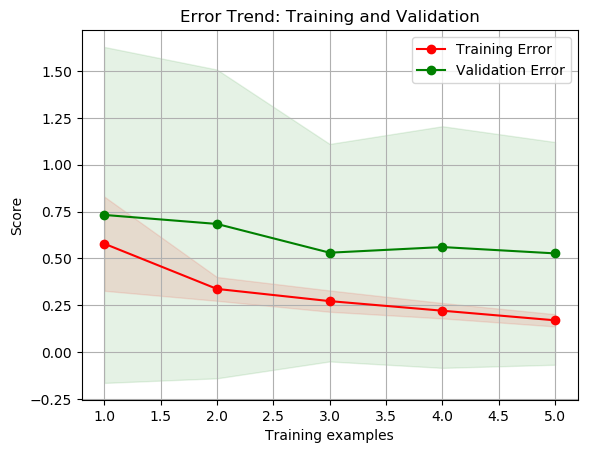 Error Trend: Training and Validation
Training Error
Validation Error
Score
1.50
1.25
1.00
0.75
0.50
0.25
0.00
−0.25
1.0 1.5 2.0 2.5 3.0 3.5 4.0 4.5 5.0
Training examples